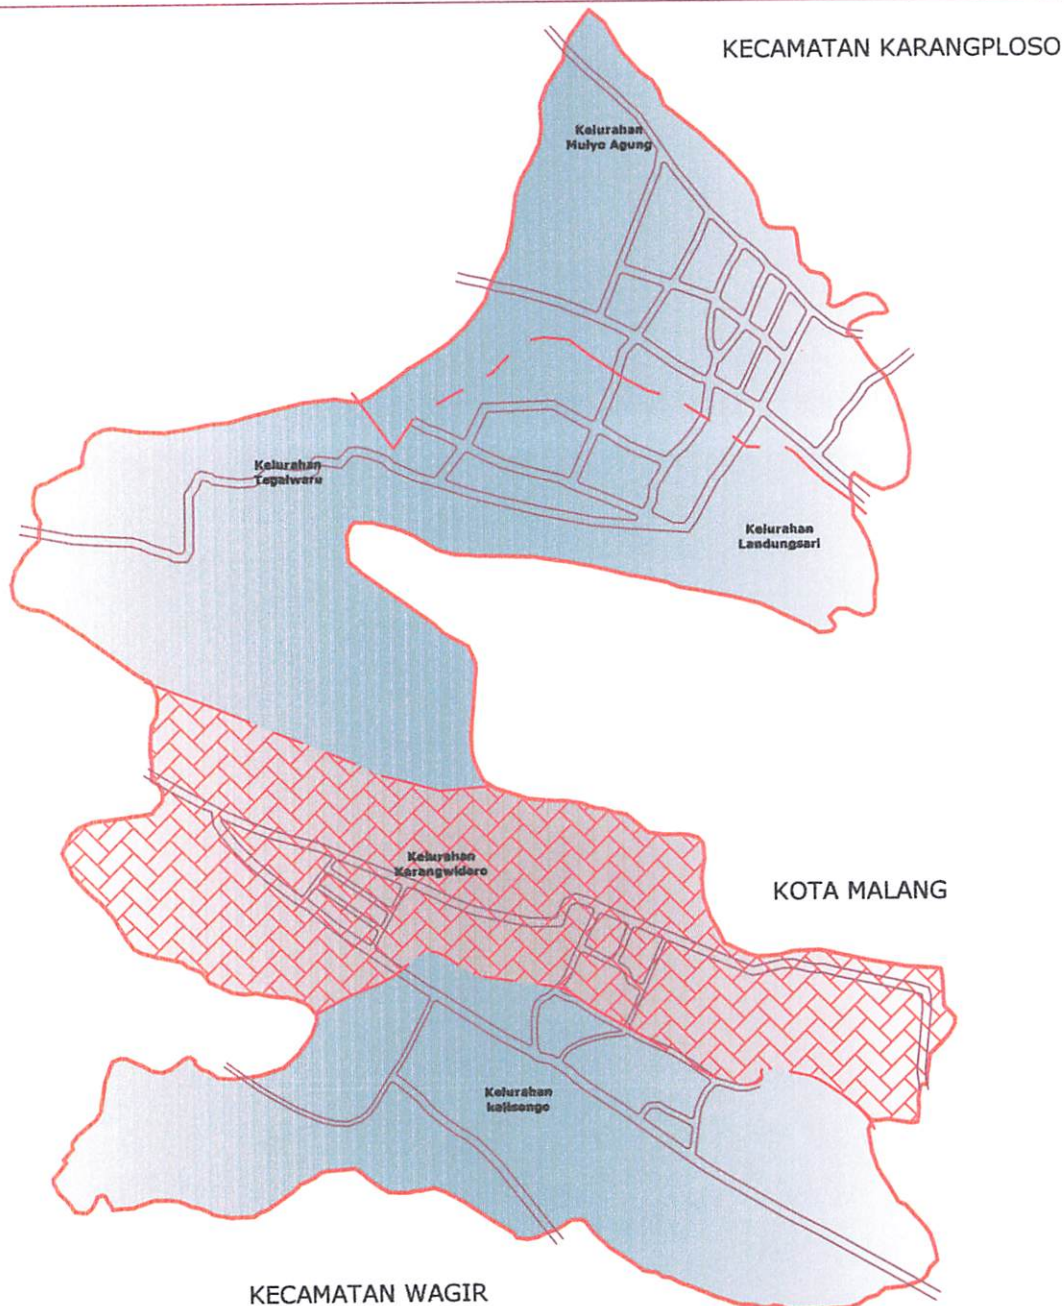 KECAMATAN KARANGPLOSO
Kelurahan
Mulyo Agung
Kelurahan
Tegalwaru
Kelurahan
Landungsari
Kelurahan
Karangwidoro
KOTA MALANG
Kelurahan
kalisongo
KECAMATAN WAGIR